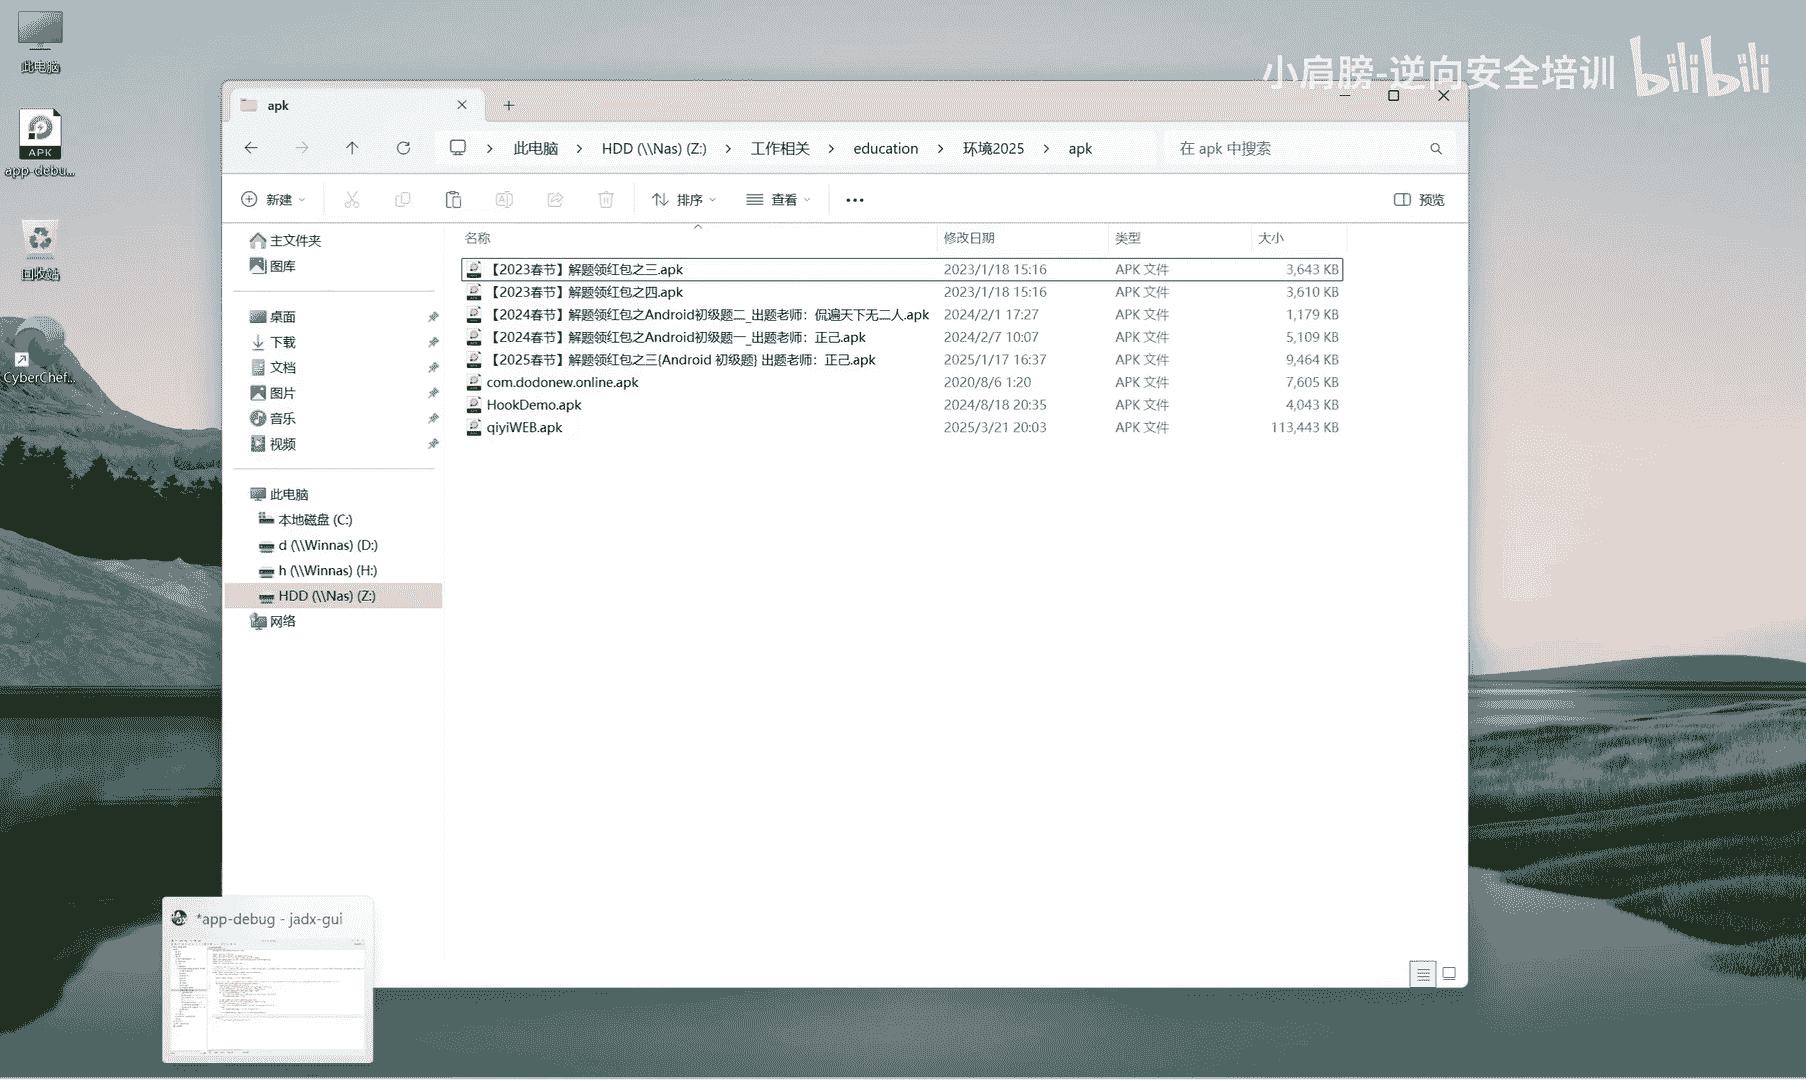 此电脑
app-debu...
回收站
CyberChef...
小肩膀-逆向安全培训 bilibili
apk
此电脑 > HDD (\\Nas) (Z:) > 工作相关 > education > 环境2025 > apk
在 apk 中搜索
新建
排序
查看
预览
主文件夹
图库
桌面
下载
文档
图片
音乐
视频
此电脑
本地磁盘 (C:)
d (\\Winnas) (D:)
h (\\Winnas) (H:)
HDD (\\Nas) (Z:)
网络
名称 修改日期 类型 大小
【2023春节】解题领红包之三.apk 2023/1/18 15:16 APK 文件 3,643 KB
【2023春节】解题领红包之四.apk 2023/1/18 15:16 APK 文件 3,610 KB
【2024春节】解题领红包之Android初级题二_出题老师：侃遍天下无二人.apk 2024/2/1 17:27 APK 文件 1,179 KB
【2024春节】解题领红包之Android初级题一_出题老师：正己.apk 2024/2/7 10:07 APK 文件 5,109 KB
【2025春节】解题领红包之三{Android 初级题} 出题老师：正己.apk 2025/1/17 16:37 APK 文件 9,464 KB
com.dodonew.online.apk 2020/8/6 1:20 APK 文件 7,605 KB
HookDemo.apk 2024/8/18 20:35 APK 文件 4,043 KB
qiyiWEB.apk 2025/3/21 20:03 APK 文件 113,443 KB
*app-debug - jadx-gui